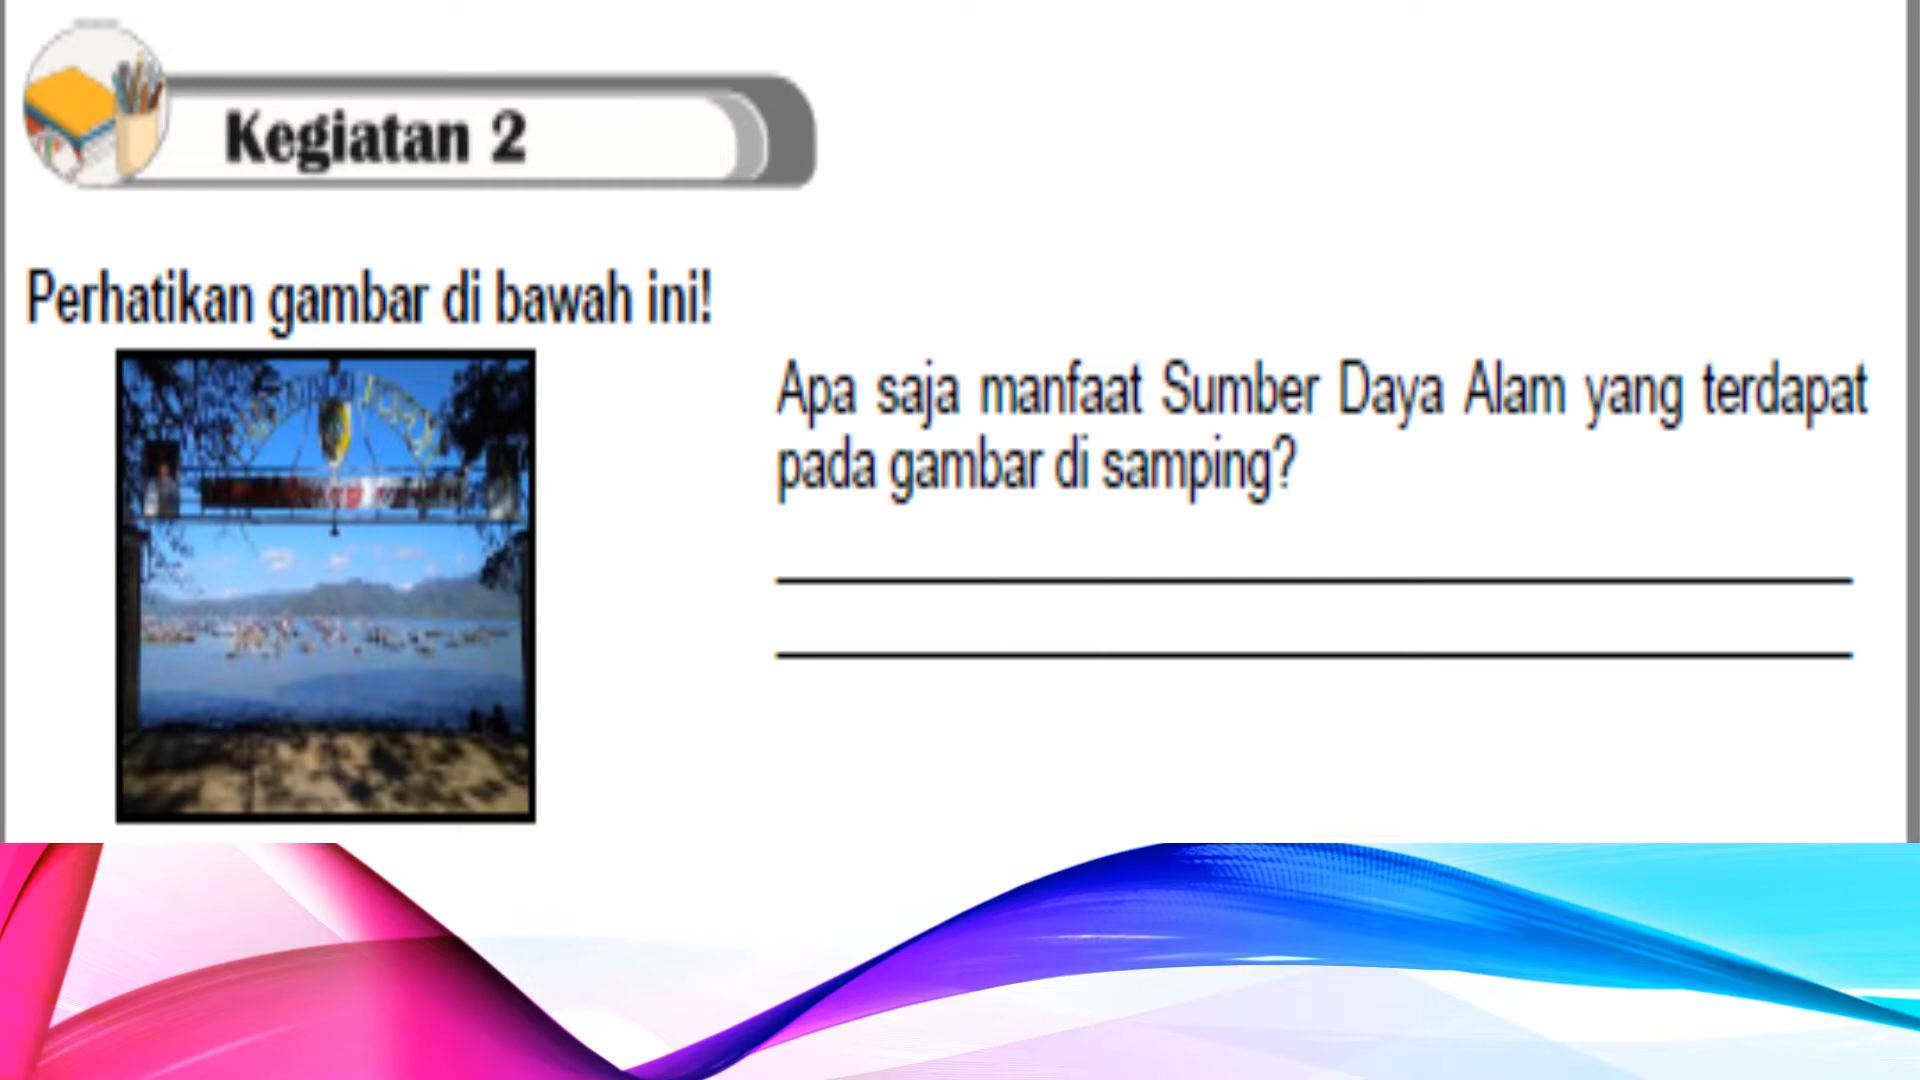 Kegiatan 2
Perhatikan gambar di bawah ini!
Apa saja manfaat Sumber Daya Alam yang terdapat
pada gambar di samping?